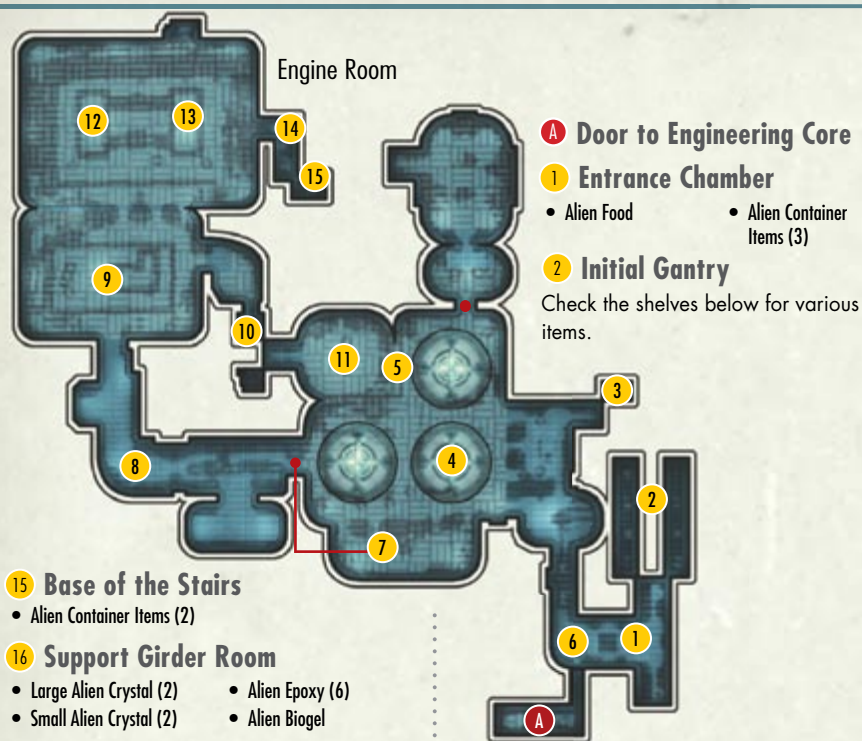 Engine Room
12
13
14
15
9
10
11
5
3
4
2
8
7
6
1
A
A Door to Engineering Core
1 Entrance Chamber
• Alien Food
• Alien Container
Items (3)
2 Initial Gantry
Check the shelves below for various
items.
15 Base of the Stairs
• Alien Container Items (2)
16 Support Girder Room
• Large Alien Crystal (2)
• Small Alien Crystal (2)
• Alien Epoxy (6)
• Alien Biogel